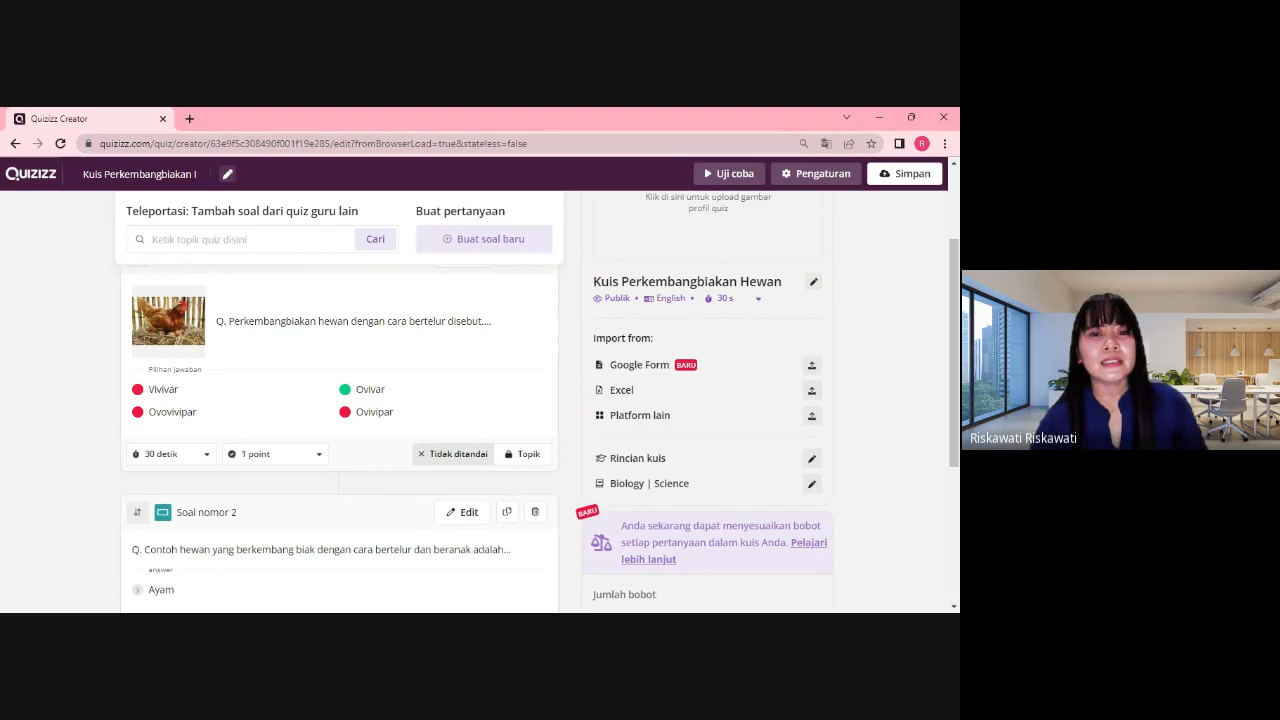 Quizizz Creator
quizizz.com/quiz/creator/63e9f5c308490f001f19e285/edit?fromBrowserLoad=true&stateless=false
R
QUIZIZZ
Kuis Perkembangbiakan I
Uji coba
Pengaturan
Simpan
Teleportasi: Tambah soal dari quiz guru lain
Buat pertanyaan
Ketik topik quiz disini
Cari
Buat soal baru
Q. Perkembangbiakan hewan dengan cara bertelur disebut....
Pilihan jawaban
Vivivar
Ovivar
Ovovivipar
Ovivipar
30 detik
1 point
Tidak ditandai
Topik
Soal nomor 2
Edit
Q. Contoh hewan yang berkembang biak dengan cara bertelur dan beranak adalah...
answer
Ayam
Klik di sini untuk upload gambar
profil quiz
Kuis Perkembangbiakan Hewan
Publik • English • 30 s
Import from:
Google Form BARU
Excel
Platform lain
Rincian kuis
Biology | Science
BARU
Anda sekarang dapat menyesuaikan bobot
setiap pertanyaan dalam kuis Anda. Pelajari
lebih lanjut
Jumlah bobot
Riskawati Riskawati